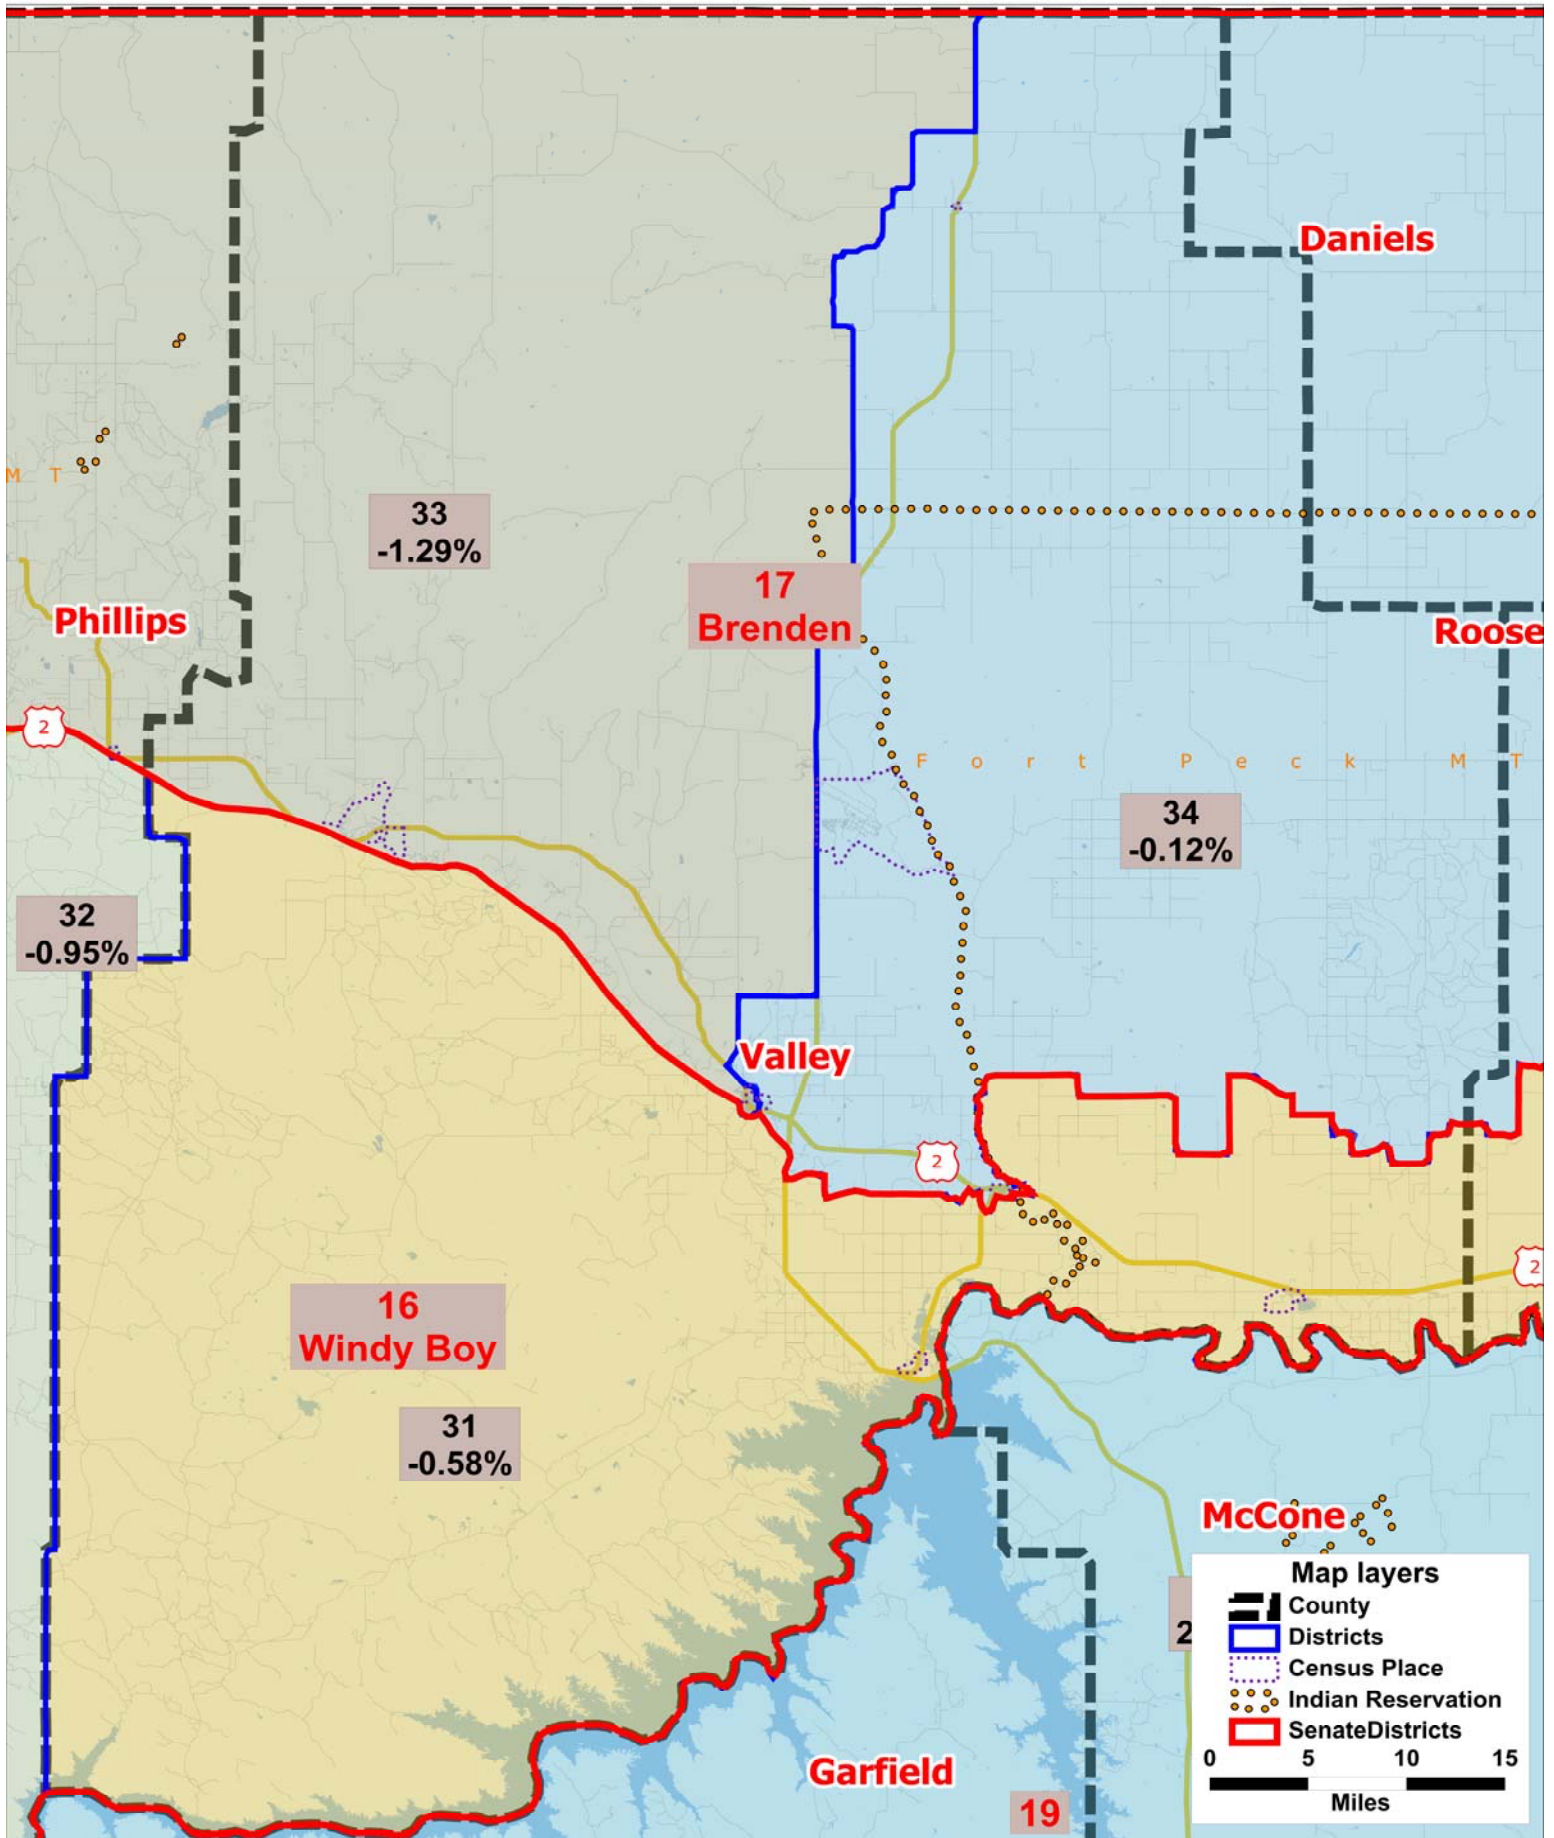 Daniels
M T
33
-1.29%
17
Brenden
Phillips
Roose
2
F o r t P e c k M T
34
-0.12%
32
-0.95%
Valley
2
2
16
Windy Boy
31
-0.58%
McCone
2
Garfield
19
Map layers
County
Districts
Census Place
Indian Reservation
SenateDistricts
0 5 10 15
Miles